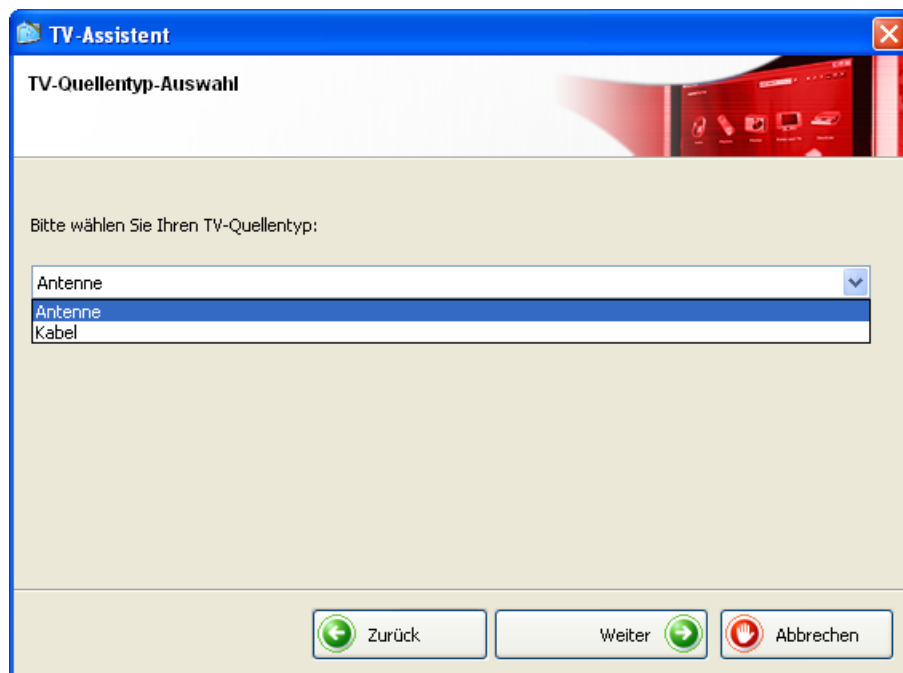 TV-Assistent
TV-Quellentyp-Auswahl
Bitte wählen Sie Ihren TV-Quellentyp:
Antenne
Antenne
Kabel
Zurück
Weiter
Abbrechen